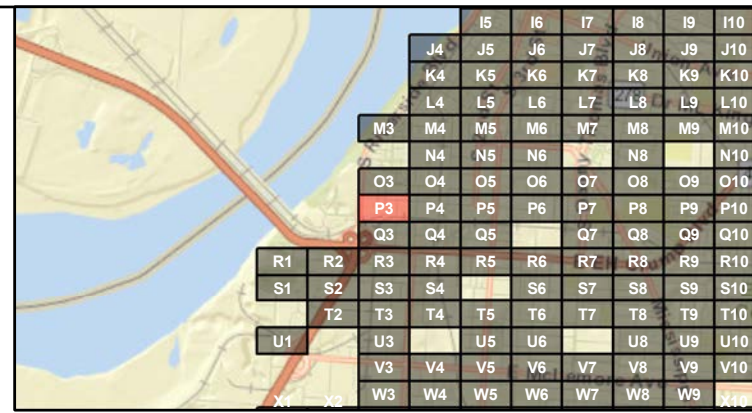 I5 I6 I7 I8 I9 I10
J4 J5 J6 J7 J8 J9 J10
K4 K5 K6 K7 K8 K9 K10
L4 L5 L6 L7 L8 L9 L10
M3 M4 M5 M6 M7 M8 M9 M10
N4 N5 N6 N8 N10
O3 O4 O5 O6 O7 O8 O9 O10
P3 P4 P5 P6 P7 P8 P9 P10
Q3 Q4 Q5 Q7 Q8 Q9 Q10
R1 R2 R3 R4 R5 R6 R7 R8 R9 R10
S1 S2 S3 S4 S6 S7 S8 S9 S10
T2 T3 T4 T5 T6 T7 T8 T9 T10
U1 U3 U5 U6 U8 U9 U10
V3 V4 V5 V6 V7 V8 V9 V10
W3 W4 W5 W6 W7 W8 W9
X1 X2 X10